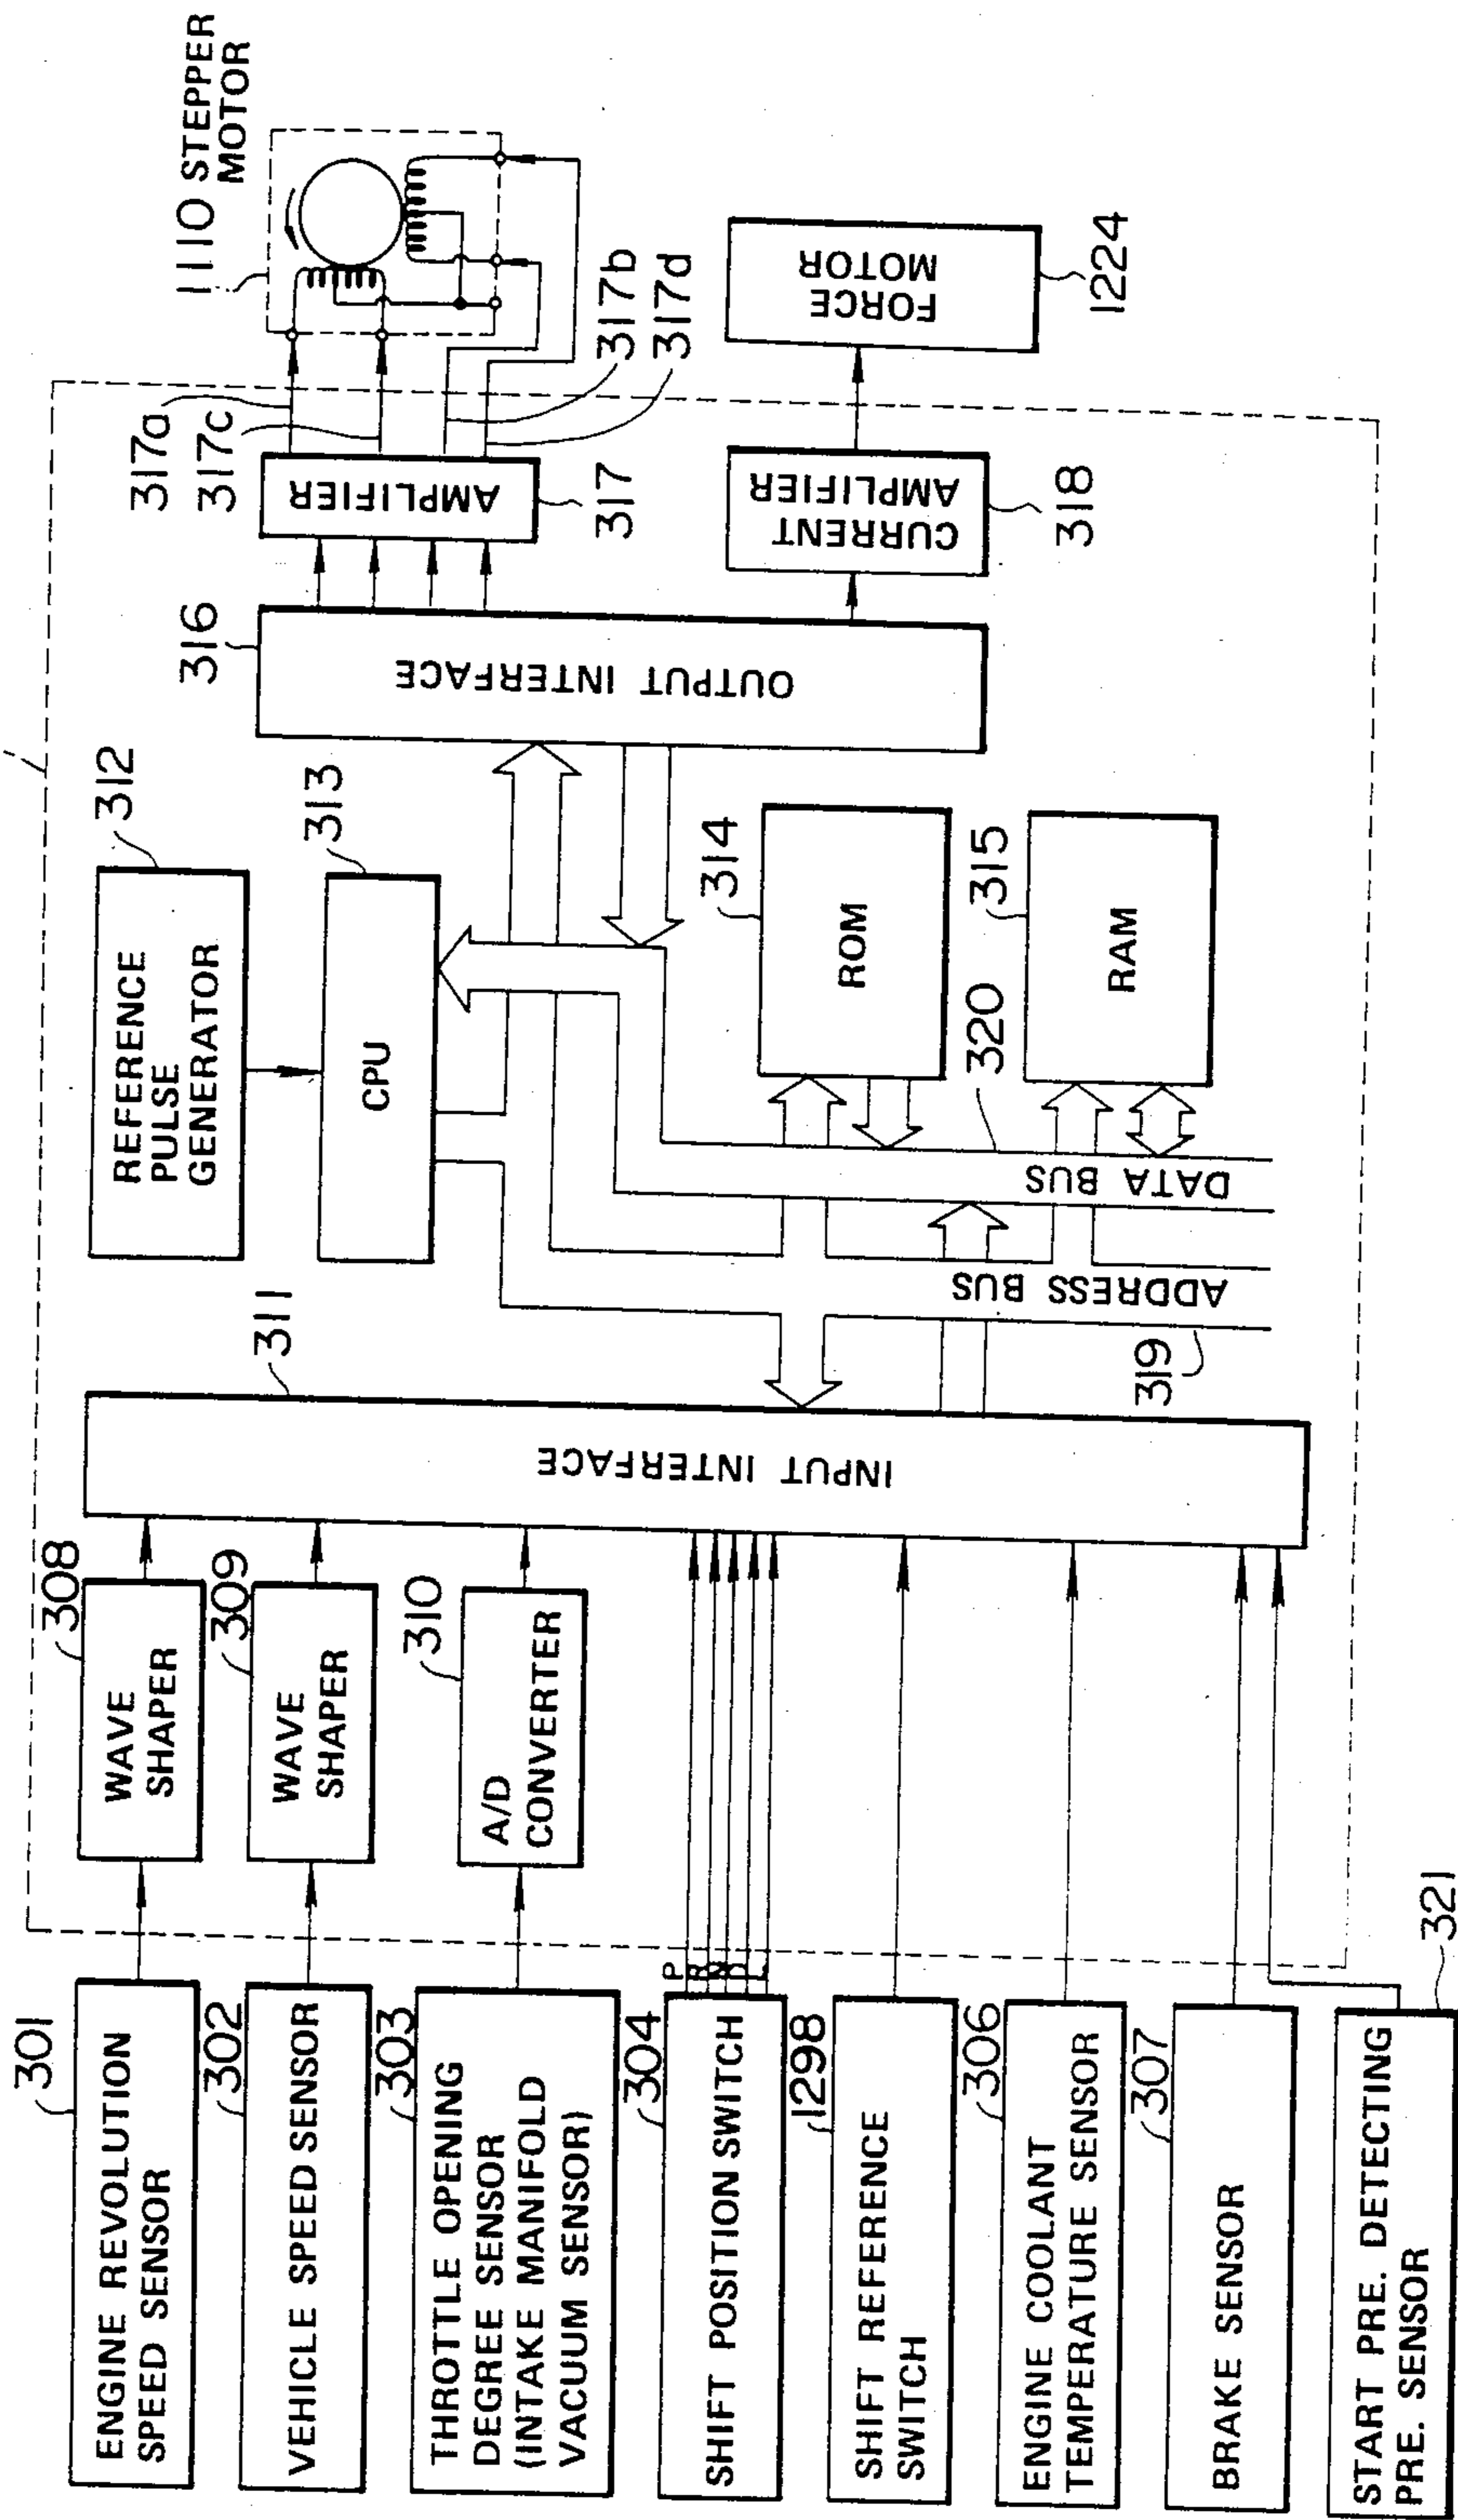 301
ENGINE REVOLUTION
SPEED SENSOR
302
VEHICLE SPEED SENSOR
303
THROTTLE OPENING
DEGREE SENSOR
(INTAKE MANIFOLD
VACUUM SENSOR)
304
SHIFT POSITION SWITCH
P
R
N
D
L
1298
SHIFT REFERENCE
SWITCH
306
ENGINE COOLANT
TEMPERATURE SENSOR
307
BRAKE SENSOR
321
START PRE. DETECTING
PRE. SENSOR
308
WAVE
SHAPER
309
WAVE
SHAPER
310
A/D
CONVERTER
311
INPUT INTERFACE
312
REFERENCE
PULSE
GENERATOR
313
CPU
314
ROM
315
RAM
320
DATA BUS
ADDRESS BUS
319
316
OUTPUT INTERFACE
317a
317c
AMPLIFIER
317
317b
317d
CURRENT
AMPLIFIER
318
1110 STEPPER
MOTOR
FORCE
MOTOR
1224